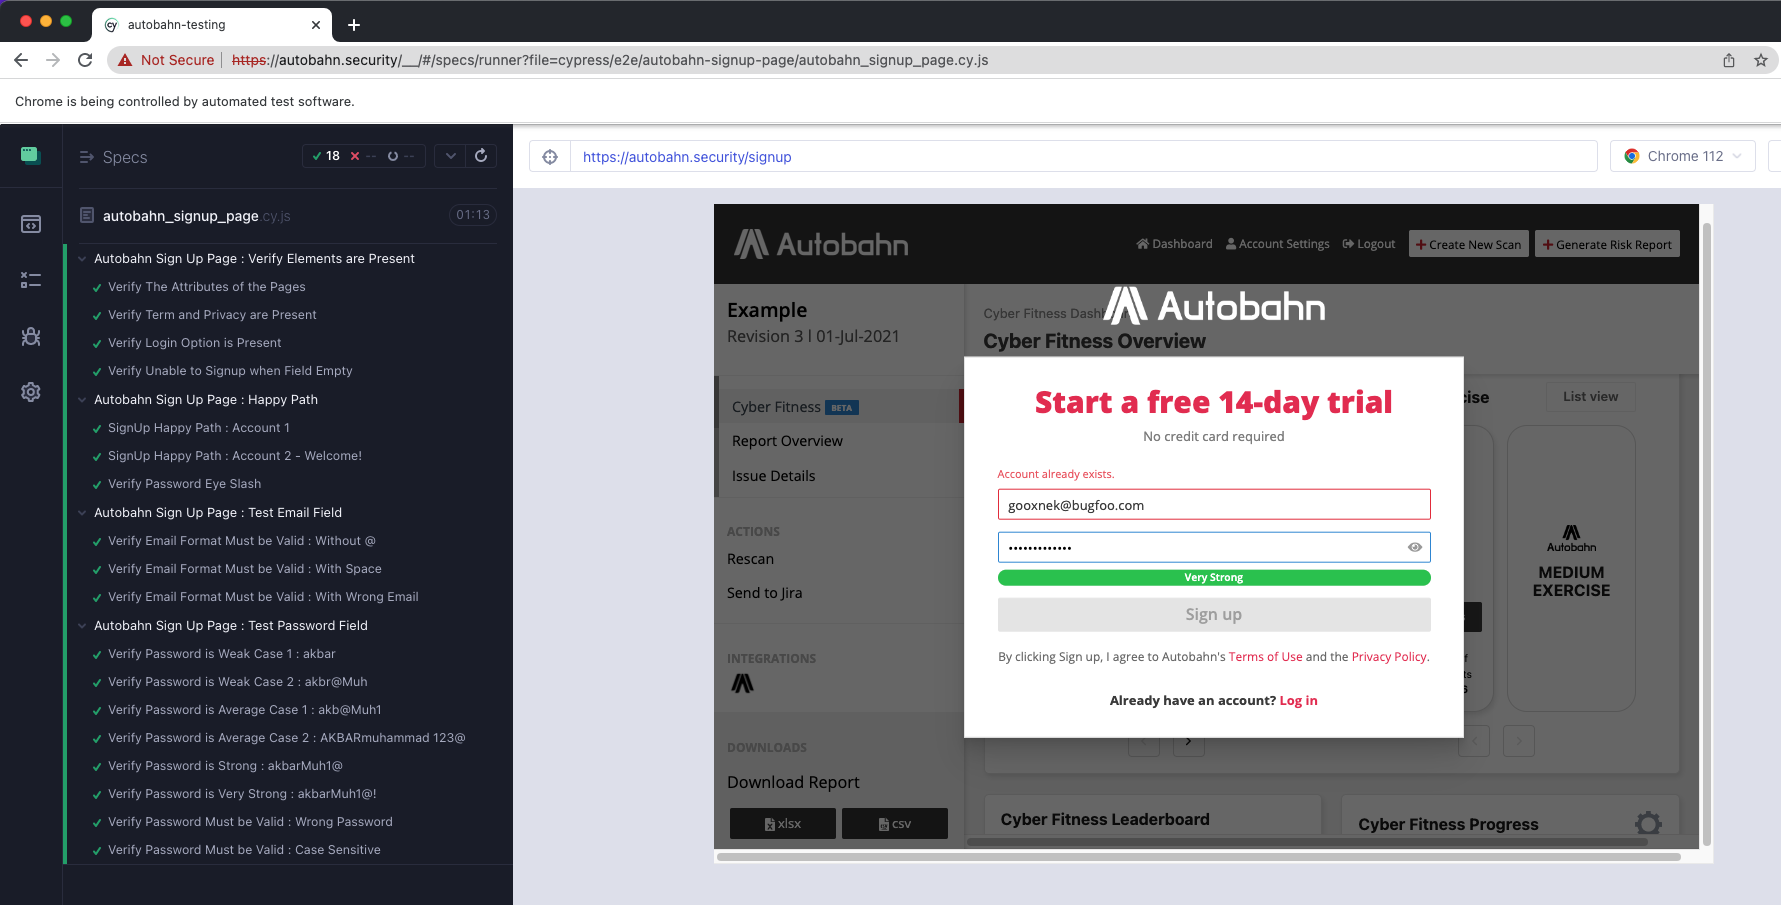 autobahn-testing
Not Secure https://autobahn.security/__/#/specs/runner?file=cypress/e2e/autobahn-signup-page/autobahn_signup_page.cy.js
Chrome is being controlled by automated test software.
Specs
18 -- --
https://autobahn.security/signup
Chrome 112
autobahn_signup_page.cy.js
01:13
Autobahn Sign Up Page : Verify Elements are Present
Verify The Attributes of the Pages
Verify Term and Privacy are Present
Verify Login Option is Present
Verify Unable to Signup when Field Empty
Autobahn Sign Up Page : Happy Path
SignUp Happy Path : Account 1
SignUp Happy Path : Account 2 - Welcome!
Verify Password Eye Slash
Autobahn Sign Up Page : Test Email Field
Verify Email Format Must be Valid : Without @
Verify Email Format Must be Valid : With Space
Verify Email Format Must be Valid : With Wrong Email
Autobahn Sign Up Page : Test Password Field
Verify Password is Weak Case 1 : akbar
Verify Password is Weak Case 2 : akbr@Muh
Verify Password is Average Case 1 : akb@Muh1
Verify Password is Average Case 2 : AKBARmuhammad 123@
Verify Password is Strong : akbarMuh1@
Verify Password is Very Strong : akbarMuh1@!
Verify Password Must be Valid : Wrong Password
Verify Password Must be Valid : Case Sensitive
Autobahn
Dashboard
Account Settings
Logout
Create New Scan
Generate Risk Report
Example
Revision 3 | 01-Jul-2021
Cyber Fitness BETA
Report Overview
Issue Details
ACTIONS
Rescan
Send to Jira
INTEGRATIONS
DOWNLOADS
Download Report
xlsx
csv
Autobahn
Cyber Fitness
Cyber Fitness Overview
List view
Start a free 14-day trial
No credit card required
Account already exists.
gooxnek@bugfoo.com
•••••••••••••
Very Strong
Sign up
By clicking Sign up, I agree to Autobahn's Terms of Use and the Privacy Policy.
Already have an account? Log in
Autobahn
MEDIUM
EXERCISE
Cyber Fitness Leaderboard
Cyber Fitness Progress